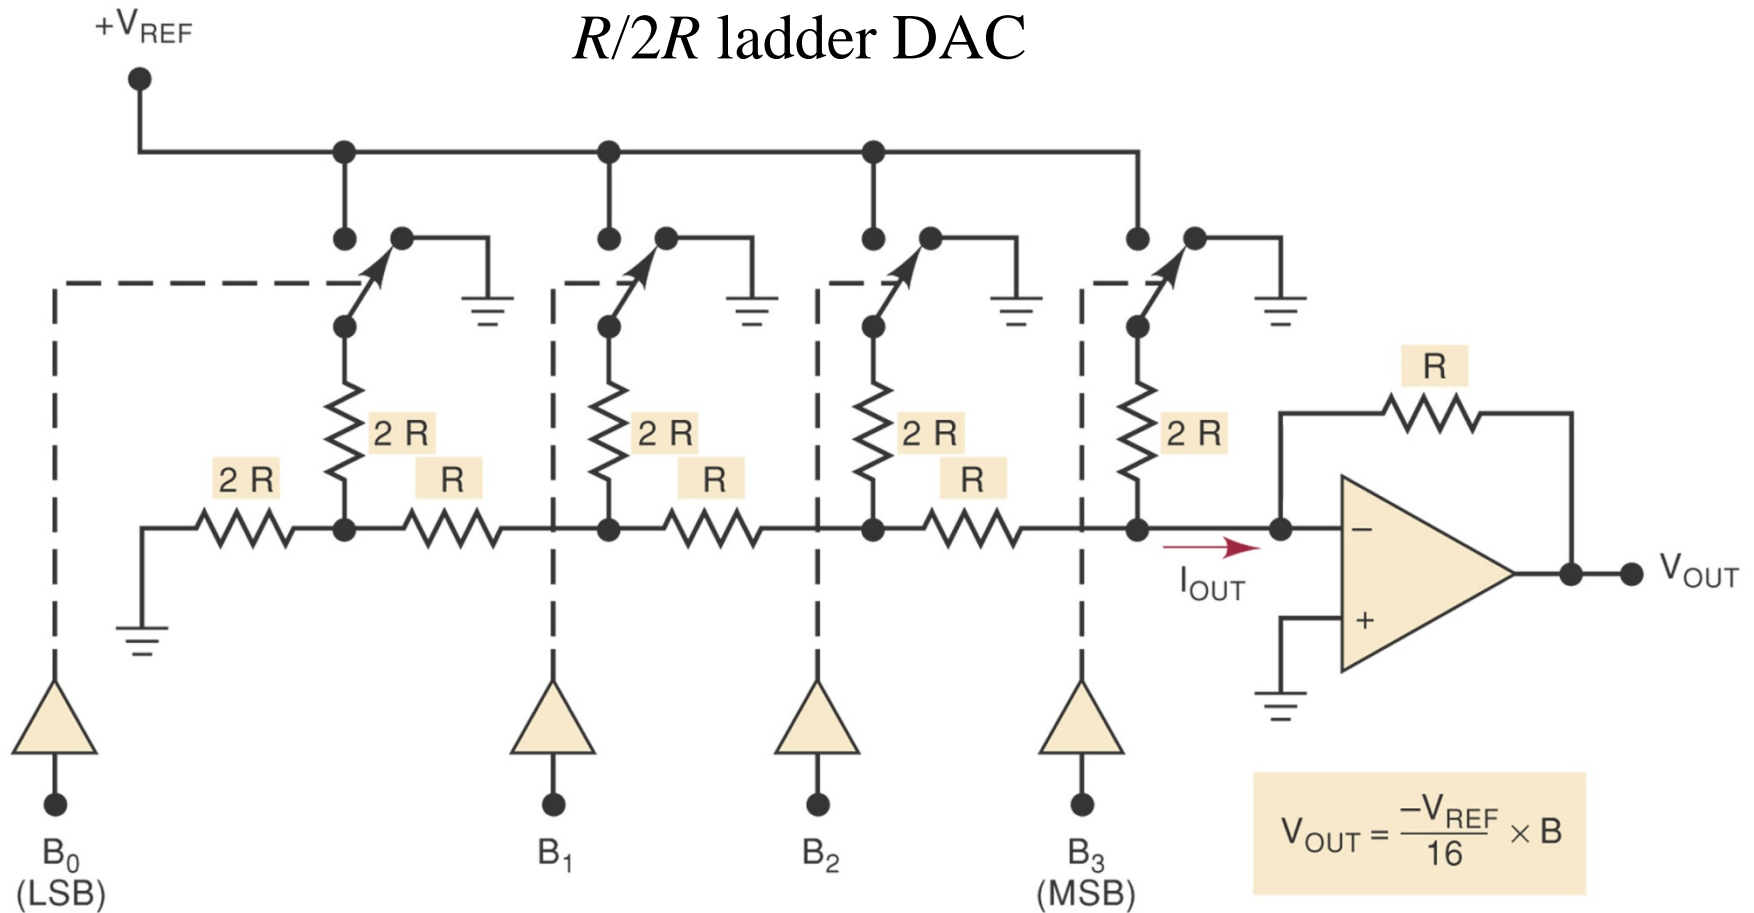 R/2R ladder DAC
+VREF
2 R
2 R
2 R
2 R
R
2 R
R
R
R
−
IOUT
VOUT
+
VOUT = −VREF/16 × B
B0
B1
B2
B3
(LSB)
(MSB)